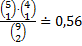 (5 1)·(4 1) / (9 2) ≐ 0,56